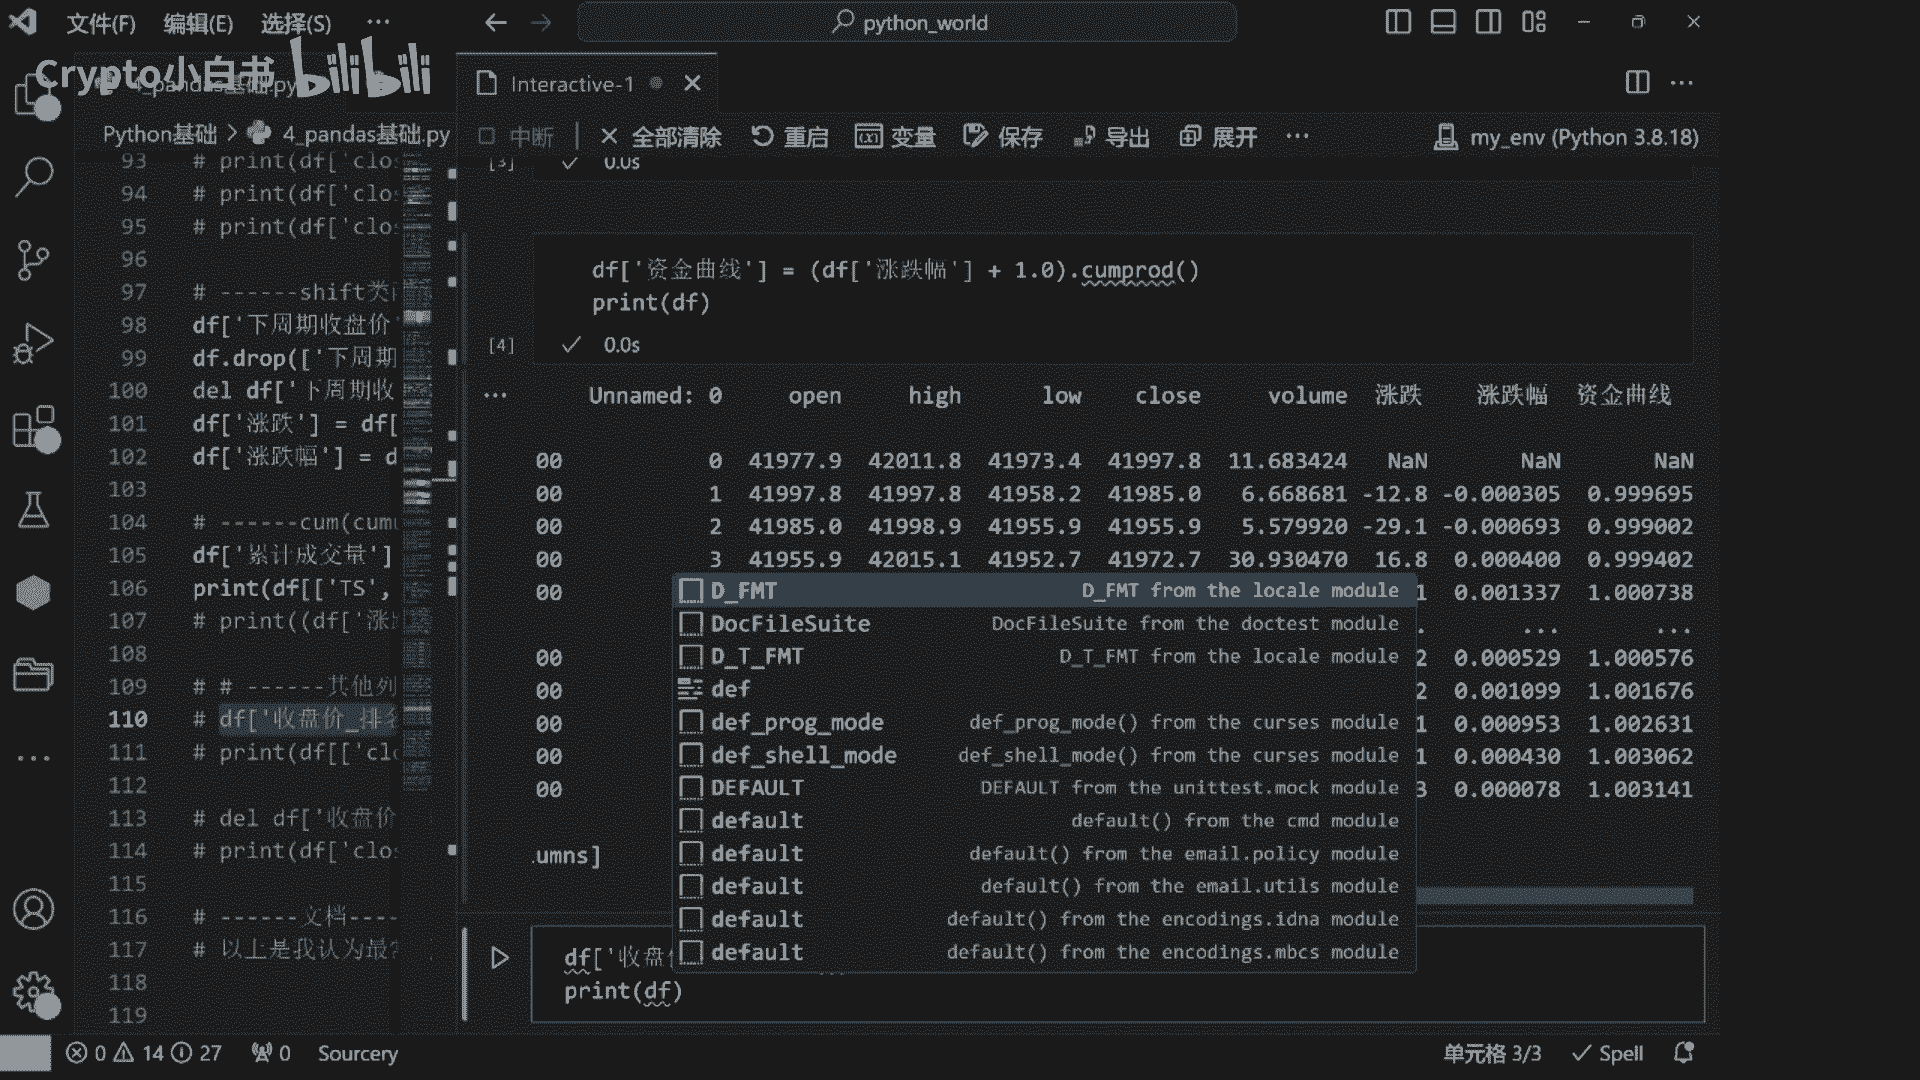 文件(F) 编辑(E) 选择(S) ··· python_world
Crypto小白书 bilibili
4_pandas基础.py
Interactive-1
Python基础 > 4_pandas基础.py
中断 全部清除 重启 变量 保存 导出 展开 ··· my_env (Python 3.8.18)
93 # print(df['clo
94 # print(df['clo
95 # print(df['clo
96
97 # ------shift类
98 df['下周期收盘价'
99 df.drop(['下周期
100 del df['下周期收
101 df['涨跌'] = df[
102 df['涨跌幅'] = d
103
104 # ------cum(cumu
105 df['累计成交量']
106 print(df[['TS',
107 # print((df['涨
108
109 # # ------其他列
110 # df['收盘价_排名
111 # print(df[['cl
112
113 # del df['收盘价
114 # print(df['clo
115
116 # ------文档----
117 # 以上是我认为最常
118
119
[3] 0.0s
df['资金曲线'] = (df['涨跌幅'] + 1.0).cumprod()
print(df)
[4] 0.0s
... Unnamed: 0 open high low close volume 涨跌 涨跌幅 资金曲线
00 0 41977.9 42011.8 41973.4 41997.8 11.683424 NaN NaN NaN
00 1 41997.8 41997.8 41958.2 41985.0 6.668681 -12.8 -0.000305 0.999695
00 2 41985.0 41998.9 41955.9 41955.9 5.579920 -29.1 -0.000693 0.999002
00 3 41955.9 42015.1 41952.7 41972.7 30.930470 16.8 0.000400 0.999402
00 1 0.001337 1.000738
. ... ...
00 2 0.000529 1.000576
00 2 0.001099 1.001676
00 1 0.000953 1.002631
00 1 0.000430 1.003062
00 3 0.000078 1.003141
umns]
D_FMT D_FMT from the locale module
DocFileSuite DocFileSuite from the doctest module
D_T_FMT D_T_FMT from the locale module
def
def_prog_mode def_prog_mode() from the curses module
def_shell_mode def_shell_mode() from the curses module
DEFAULT DEFAULT from the unittest.mock module
default default() from the cmd module
default default() from the email.policy module
default default() from the email.utils module
default default() from the encodings.idna module
default default() from the encodings.mbcs module
df['收盘
print(df)
0 14 27 0 Sourcery 单元格 3/3 Spell